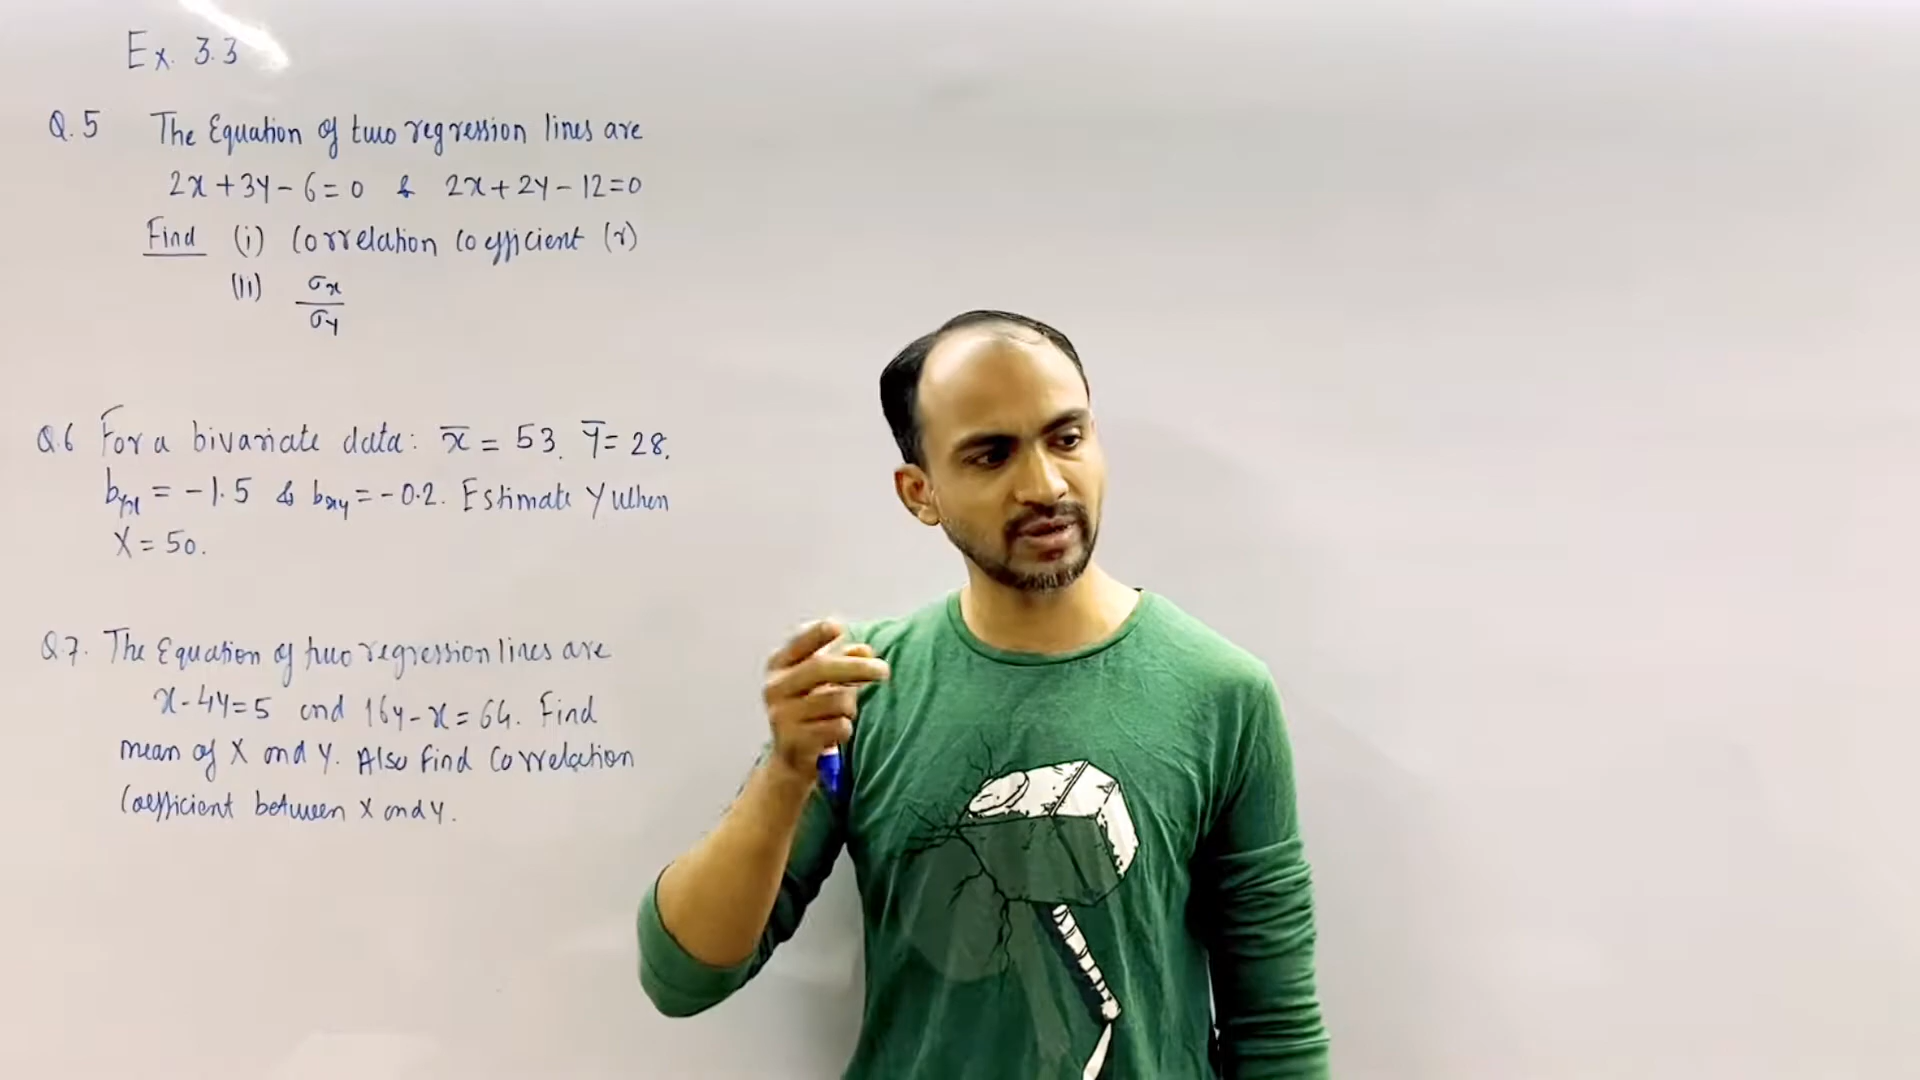 Ex. 3.3
Q.5 The Equation of two regression lines are
2x+3y-6=0 & 2x+2y-12=0
Find (i) Correlation Coefficient (r)
(ii) σx/σy
Q.6 For a bivariate data: x̄ = 53. ȳ = 28.
byx = -1.5 & bxy = -0.2. Estimate Y when
X = 50.
Q.7. The Equation of two regression lines are
x-4y=5 and 16y-x=64. Find
mean of X and Y. Also find Correlation
Coefficient between X and Y.